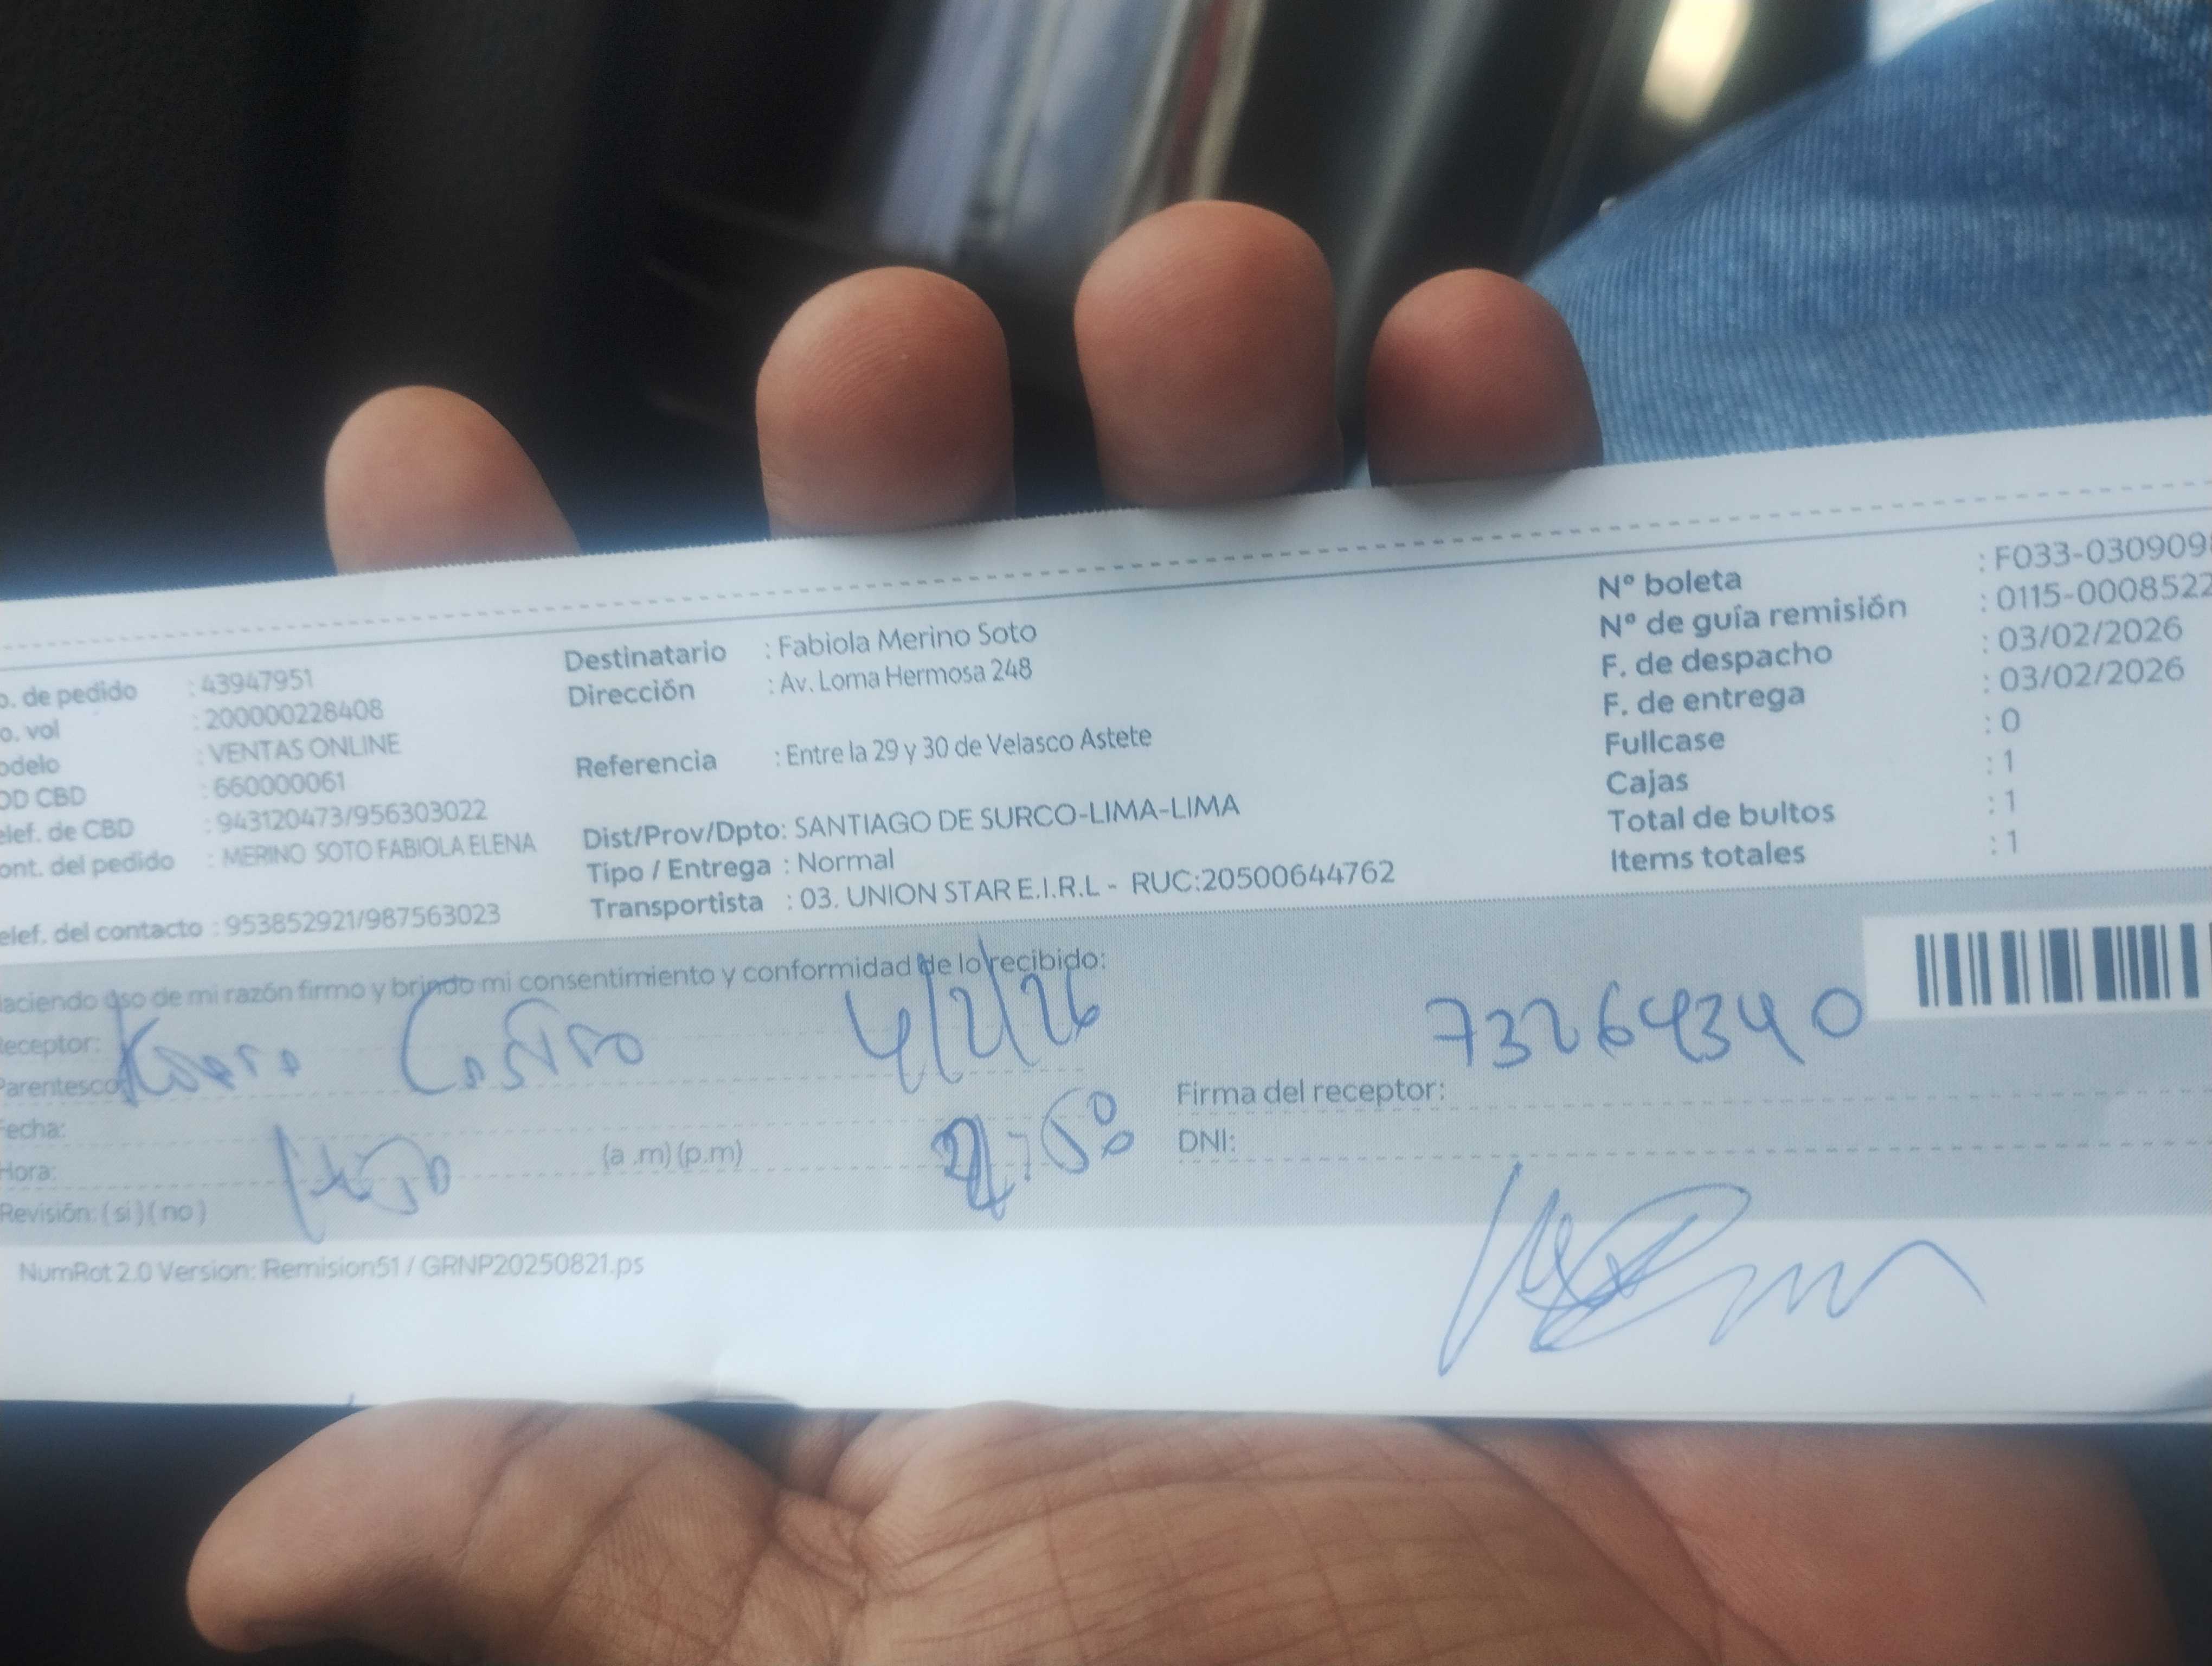 o. de pedido : 43947951
o. vol : 200000228408
odelo : VENTAS ONLINE
OD CBD : 660000061
elef. de CBD : 943120473/956303022
ont. del pedido : MERINO SOTO FABIOLA ELENA
elef. del contacto : 953852921/987563023
Destinatario : Fabiola Merino Soto
Dirección : Av. Loma Hermosa 248
Referencia : Entre la 29 y 30 de Velasco Astete
Dist/Prov/Dpto: SANTIAGO DE SURCO-LIMA-LIMA
Tipo / Entrega : Normal
Transportista : 03. UNION STAR E.I.R.L - RUC:20500644762
N° boleta : F033-030909
N° de guía remisión : 0115-0008522
F. de despacho : 03/02/2026
F. de entrega : 03/02/2026
Fullcase : 0
Cajas : 1
Total de bultos : 1
Items totales : 1
aciendo uso de mi razón firmo y brindo mi consentimiento y conformidad de lo recibido:
eceptor: Castro 4/2/26
Parentesco:
Fecha:
Hora: (a .m) (p.m)
Revisión: ( si ) ( no )
73264340
Firma del receptor:
DNI:
NumRot 2.0 Version: Remision51 / GRNP20250821.ps